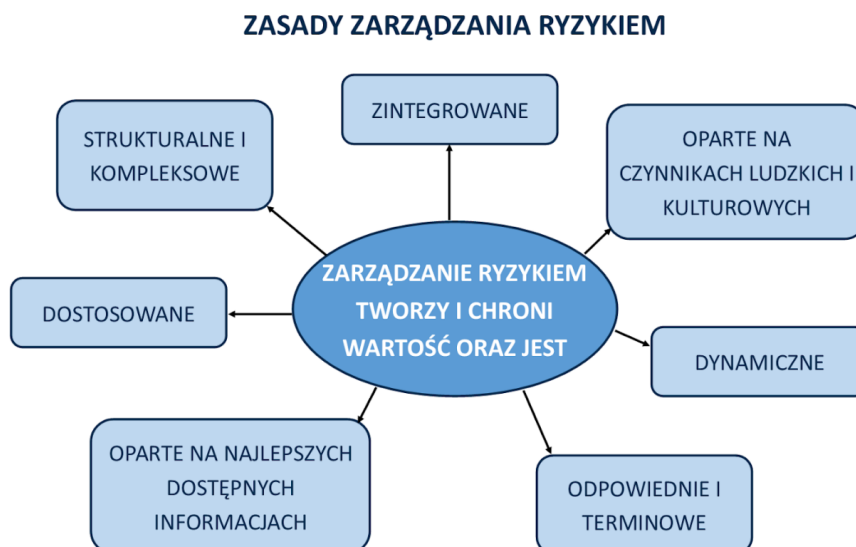 ZASADY ZARZĄDZANIA RYZYKIEM
ZINTEGROWANE
STRUKTURALNE I
KOMPLEKSOWE
OPARTE NA
CZYNNIKACH LUDZKICH I
KULTUROWYCH
ZARZĄDZANIE RYZYKIEM
TWORZY I CHRONI
WARTOŚĆ ORAZ JEST
DOSTOSOWANE
DYNAMICZNE
OPARTE NA NAJLEPSZYCH
DOSTĘPNYCH
INFORMACJACH
ODPOWIEDNIE I
TERMINOWE